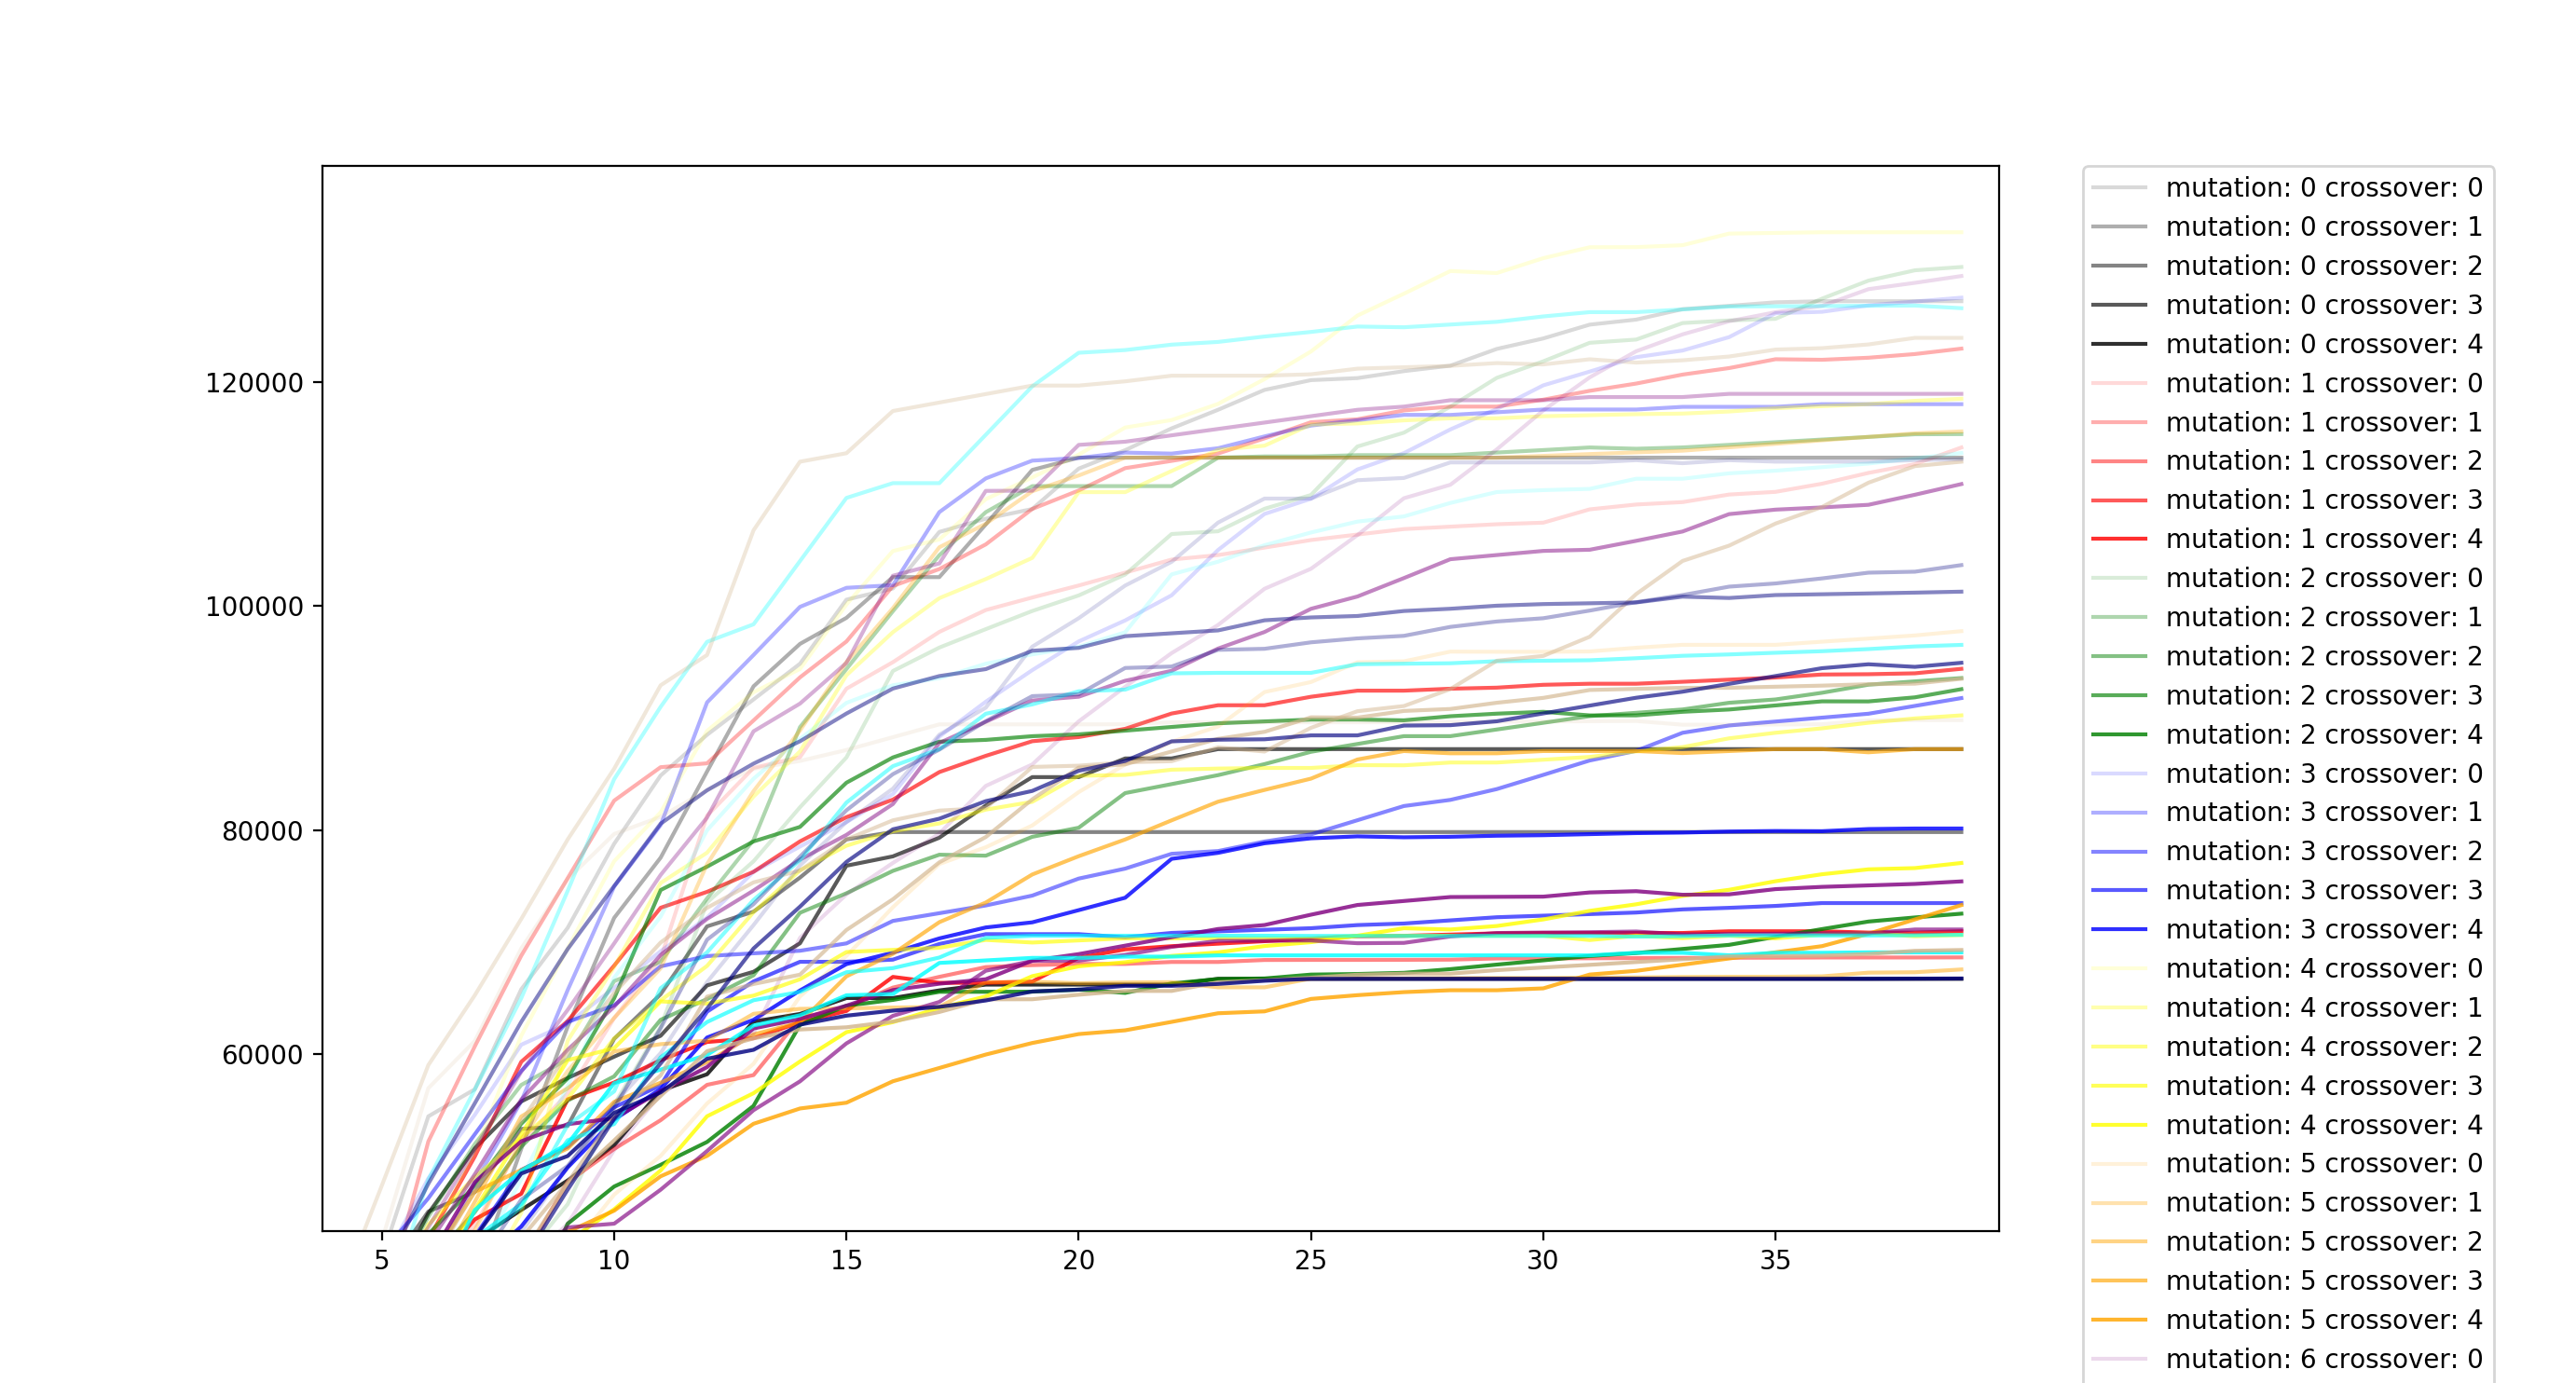 120000
100000
80000
60000
5 10 15 20 25 30 35
mutation: 0 crossover: 0
mutation: 0 crossover: 1
mutation: 0 crossover: 2
mutation: 0 crossover: 3
mutation: 0 crossover: 4
mutation: 1 crossover: 0
mutation: 1 crossover: 1
mutation: 1 crossover: 2
mutation: 1 crossover: 3
mutation: 1 crossover: 4
mutation: 2 crossover: 0
mutation: 2 crossover: 1
mutation: 2 crossover: 2
mutation: 2 crossover: 3
mutation: 2 crossover: 4
mutation: 3 crossover: 0
mutation: 3 crossover: 1
mutation: 3 crossover: 2
mutation: 3 crossover: 3
mutation: 3 crossover: 4
mutation: 4 crossover: 0
mutation: 4 crossover: 1
mutation: 4 crossover: 2
mutation: 4 crossover: 3
mutation: 4 crossover: 4
mutation: 5 crossover: 0
mutation: 5 crossover: 1
mutation: 5 crossover: 2
mutation: 5 crossover: 3
mutation: 5 crossover: 4
mutation: 6 crossover: 0